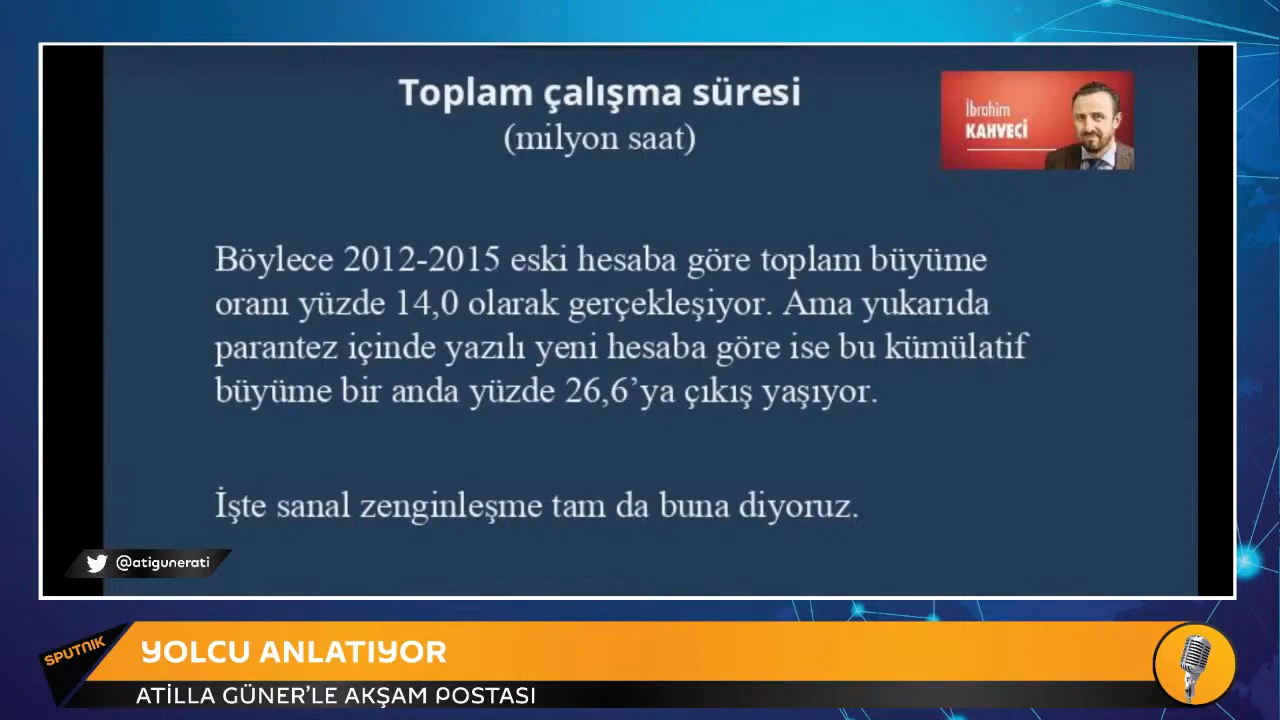 Toplam çalışma süresi
(milyon saat)
İbrahim
KAHVECİ
Böylece 2012-2015 eski hesaba göre toplam büyüme
oranı yüzde 14,0 olarak gerçekleşiyor. Ama yukarıda
parantez içinde yazılı yeni hesaba göre ise bu kümülatif
büyüme bir anda yüzde 26,6’ya çıkış yaşıyor.
İşte sanal zenginleşme tam da buna diyoruz.
@atigunerati
SPUTNIK
YOLCU ANLATIYOR
ATİLLA GÜNER’LE AKŞAM POSTASI